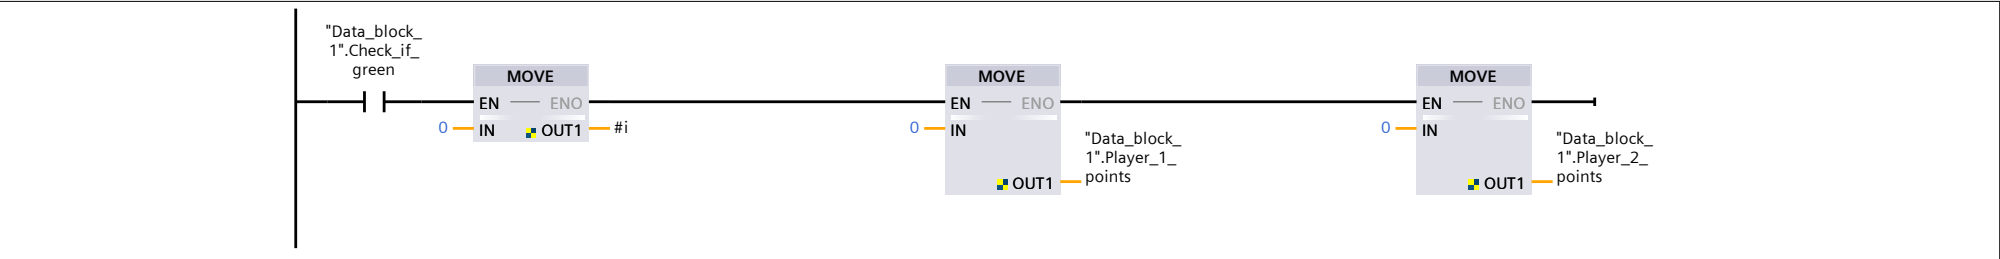 "Data_block_
1".Check_if_
green
MOVE
EN
ENO
0
IN
OUT1
#i
MOVE
EN
ENO
0
IN
OUT1
"Data_block_
1".Player_1_
points
MOVE
EN
ENO
0
IN
OUT1
"Data_block_
1".Player_2_
points